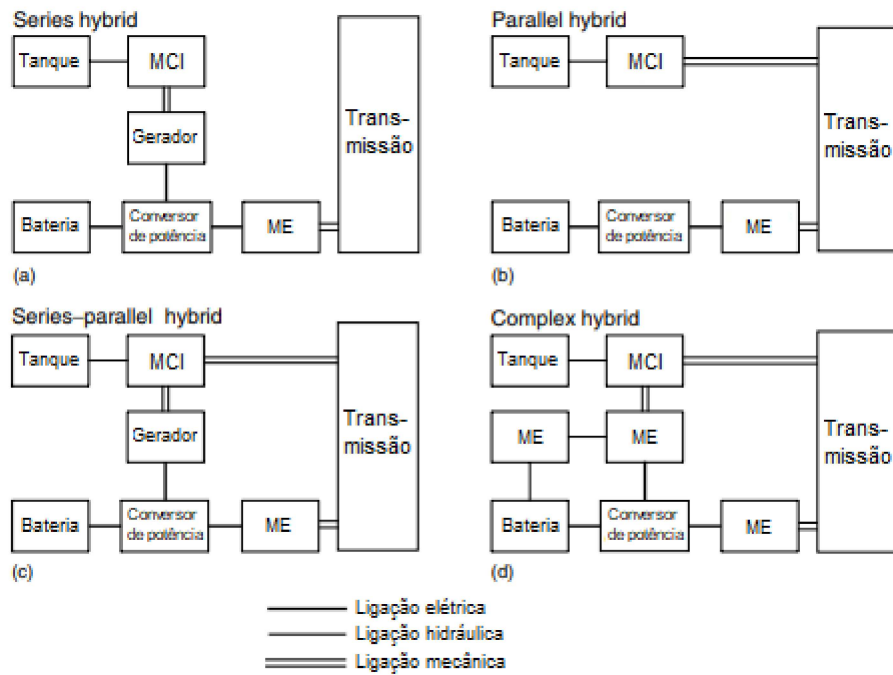 Series hybrid
Tanque
MCI
Gerador
Bateria
Conversor
de potência
ME
Trans-
missão
(a)
Parallel hybrid
Tanque
MCI
Bateria
Conversor
de potência
ME
Trans-
missão
(b)
Series–parallel hybrid
Tanque
MCI
Gerador
Bateria
Conversor
de potência
ME
Trans-
missão
(c)
Complex hybrid
Tanque
MCI
ME
ME
Bateria
Conversor
de potência
ME
Trans-
missão
(d)
Ligação elétrica
Ligação hidráulica
Ligação mecânica